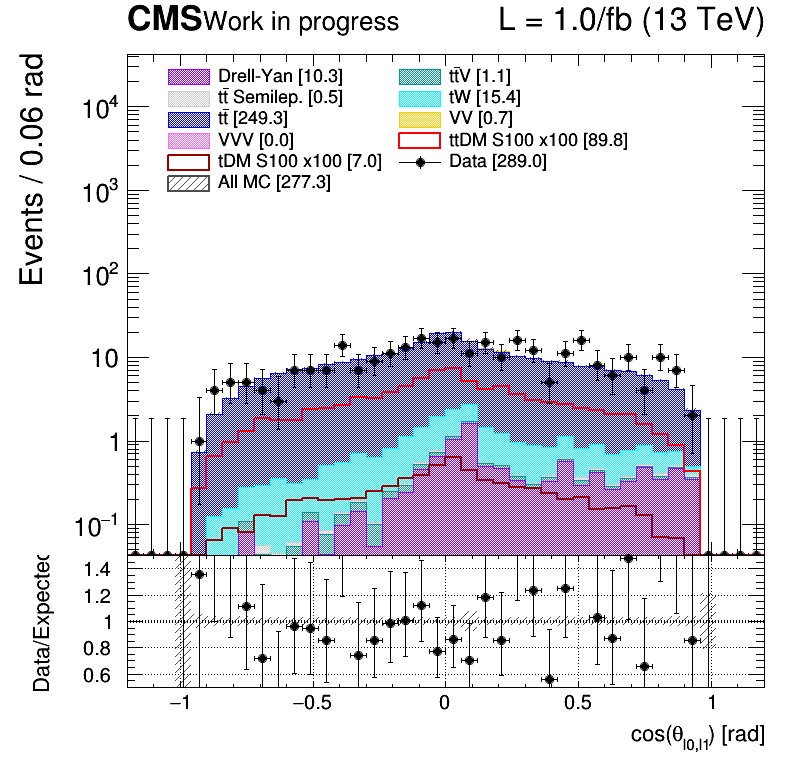 CMS Work in progress L = 1.0/fb (13 TeV)
Events / 0.06 rad
Drell-Yan [10.3] tt̄V [1.1]
tt̄ Semilep. [0.5] tW [15.4]
tt̄ [249.3] VV [0.7]
VVV [0.0] ttDM S100 x100 [89.8]
tDM S100 x100 [7.0] Data [289.0]
All MC [277.3]
10⁴
10³
10²
10
1
10⁻¹
Data/Expected
1.4
1.2
1.0
0.8
0.6
−1 −0.5 0 0.5 1
cos(θ_{l0,l1}) [rad]